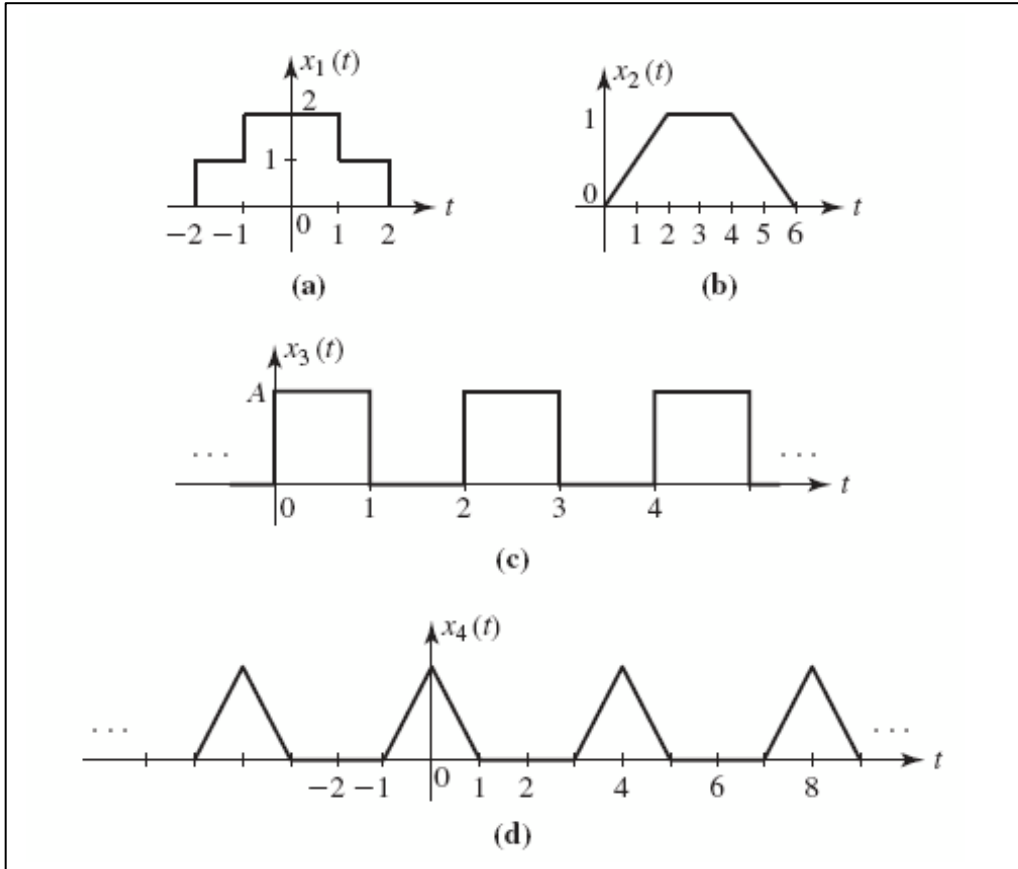 x₁(t)
2
1
0
−2 −1 1 2 t
(a)
x₂(t)
1
0
1 2 3 4 5 6 t
(b)
x₃(t)
A
... ...
0 1 2 3 4 t
(c)
x₄(t)
... ...
−2 −1 0 1 2 4 6 8 t
(d)